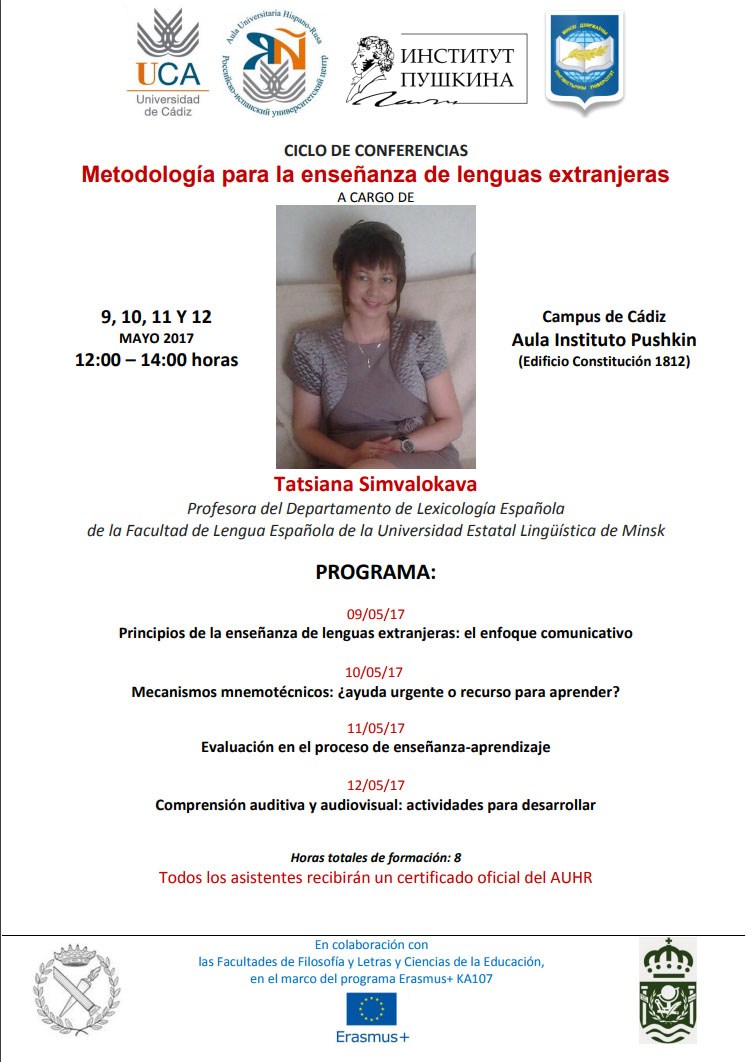 UCA
Universidad
de Cádiz
Aula Universitaria Hispano-Rusa
Российско-испанский университетский центр
ИНСТИТУТ
ПУШКИНА
CICLO DE CONFERENCIAS
Metodología para la enseñanza de lenguas extranjeras
A CARGO DE
9, 10, 11 Y 12
MAYO 2017
12:00 – 14:00 horas
Campus de Cádiz
Aula Instituto Pushkin
(Edificio Constitución 1812)
Tatsiana Simvalokava
Profesora del Departamento de Lexicología Española
de la Facultad de Lengua Española de la Universidad Estatal Lingüística de Minsk
PROGRAMA:
09/05/17
Principios de la enseñanza de lenguas extranjeras: el enfoque comunicativo
10/05/17
Mecanismos mnemotécnicos: ¿ayuda urgente o recurso para aprender?
11/05/17
Evaluación en el proceso de enseñanza-aprendizaje
12/05/17
Comprensión auditiva y audiovisual: actividades para desarrollar
Horas totales de formación: 8
Todos los asistentes recibirán un certificado oficial del AUHR
En colaboración con
las Facultades de Filosofía y Letras y Ciencias de la Educación,
en el marco del programa Erasmus+ KA107
Erasmus+